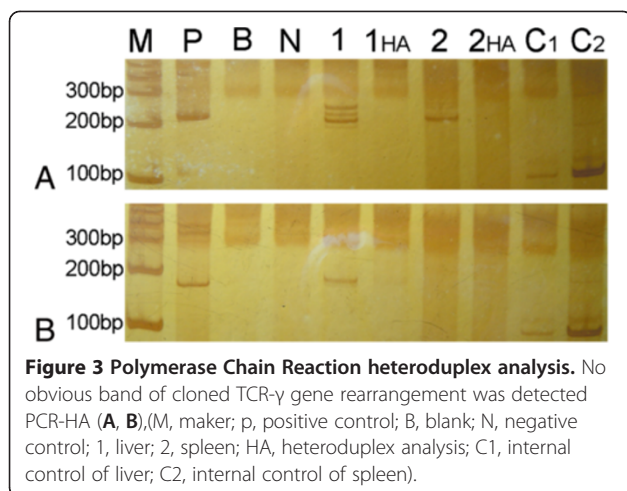 M P B N 1 1HA 2 2HA C1 C2
300bp
200bp
A 100bp
300bp
200bp
B 100bp
Figure 3 Polymerase Chain Reaction heteroduplex analysis. No
obvious band of cloned TCR-γ gene rearrangement was detected
PCR-HA (A, B),(M, maker; p, positive control; B, blank; N, negative
control; 1, liver; 2, spleen; HA, heteroduplex analysis; C1, internal
control of liver; C2, internal control of spleen).